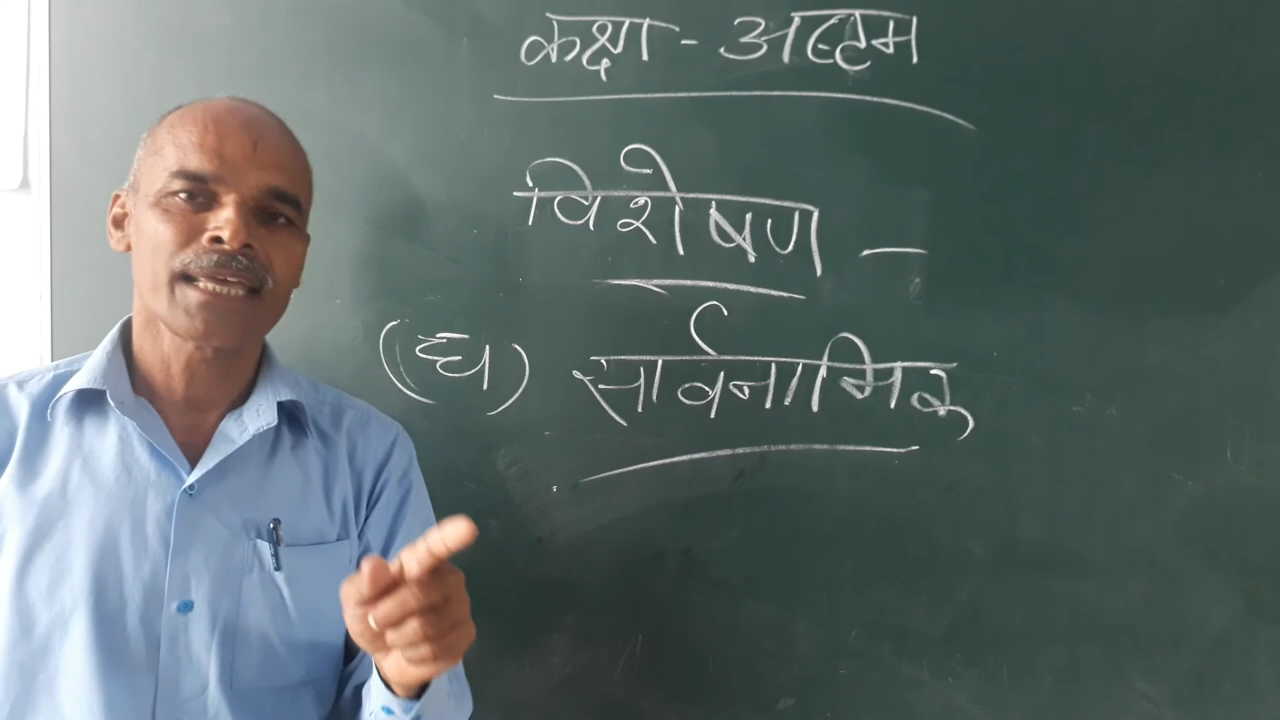 कक्षा - अष्टम
विशेषण -
(घ) सार्वनामिक